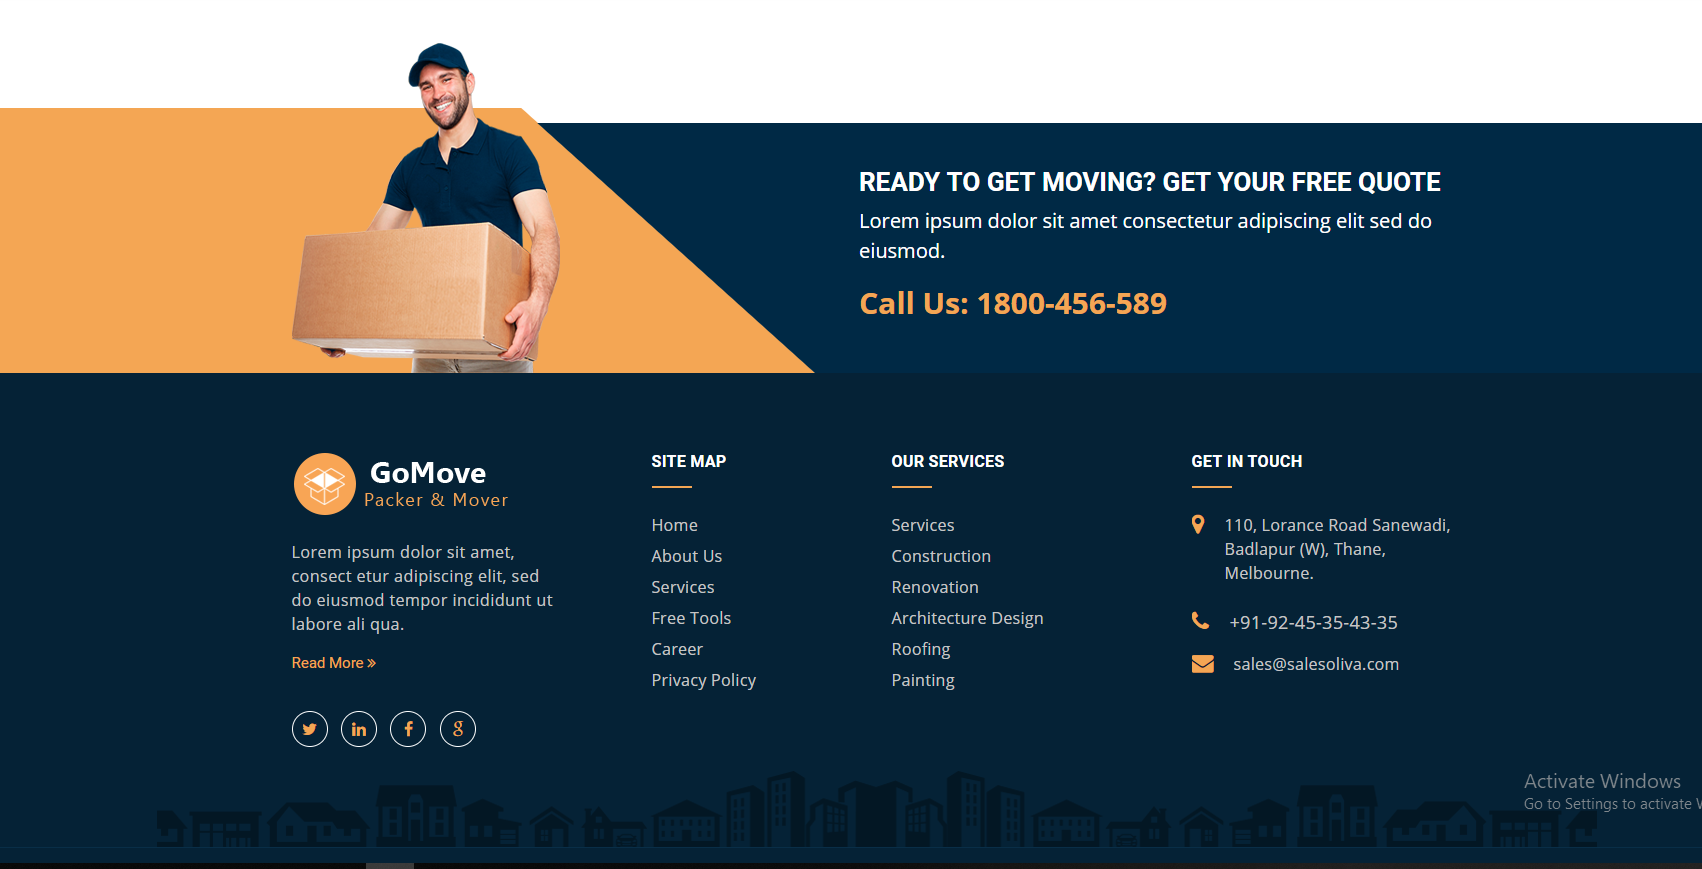 READY TO GET MOVING? GET YOUR FREE QUOTE
Lorem ipsum dolor sit amet consectetur adipiscing elit sed do
eiusmod.
Call Us: 1800-456-589
GoMove
Packer & Mover
Lorem ipsum dolor sit amet,
consect etur adipiscing elit, sed
do eiusmod tempor incididunt ut
labore ali qua.
Read More »
SITE MAP
Home
About Us
Services
Free Tools
Career
Privacy Policy
OUR SERVICES
Services
Construction
Renovation
Architecture Design
Roofing
Painting
GET IN TOUCH
110, Lorance Road Sanewadi,
Badlapur (W), Thane,
Melbourne.
+91-92-45-35-43-35
sales@salesoliva.com
Activate Windows
Go to Settings to activate W